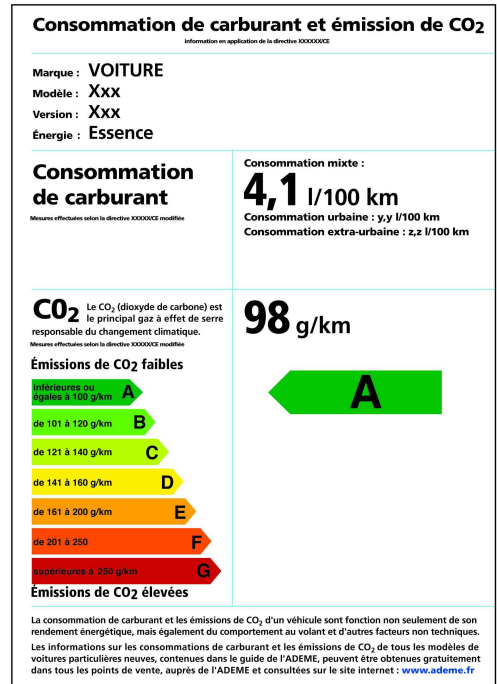 Consommation de carburant et émission de CO2
information en application de la directive XXXXXX/CE
Marque : VOITURE
Modèle : Xxx
Version : Xxx
Énergie : Essence
Consommation
de carburant
Mesures effectuées selon la directive XXXXX/CE modifiée
Consommation mixte :
4,1 l/100 km
Consommation urbaine : y,y l/100 km
Consommation extra-urbaine : z,z l/100 km
CO2 Le CO2 (dioxyde de carbone) est
le principal gaz à effet de serre
responsable du changement climatique.
Mesures effectuées selon la directive XXXXX/CE modifiée
98 g/km
Émissions de CO2 faibles
inférieures ou
égales à 100 g/km A
A
de 101 à 120 g/km B
de 121 à 140 g/km C
de 141 à 160 g/km D
de 161 à 200 g/km E
de 201 à 250 F
supérieures à 250 g/km G
Émissions de CO2 élevées
La consommation de carburant et les émissions de CO2 d'un véhicule sont fonction non seulement de son
rendement énergétique, mais également du comportement au volant et d'autres facteurs non techniques.
Les informations sur les consommations de carburant et les émissions de CO2 de tous les modèles de
voitures particulières neuves, contenues dans le guide de l'ADEME, peuvent être obtenues gratuitement
dans tous les points de vente, auprès de l'ADEME et consultées sur le site internet : www.ademe.fr